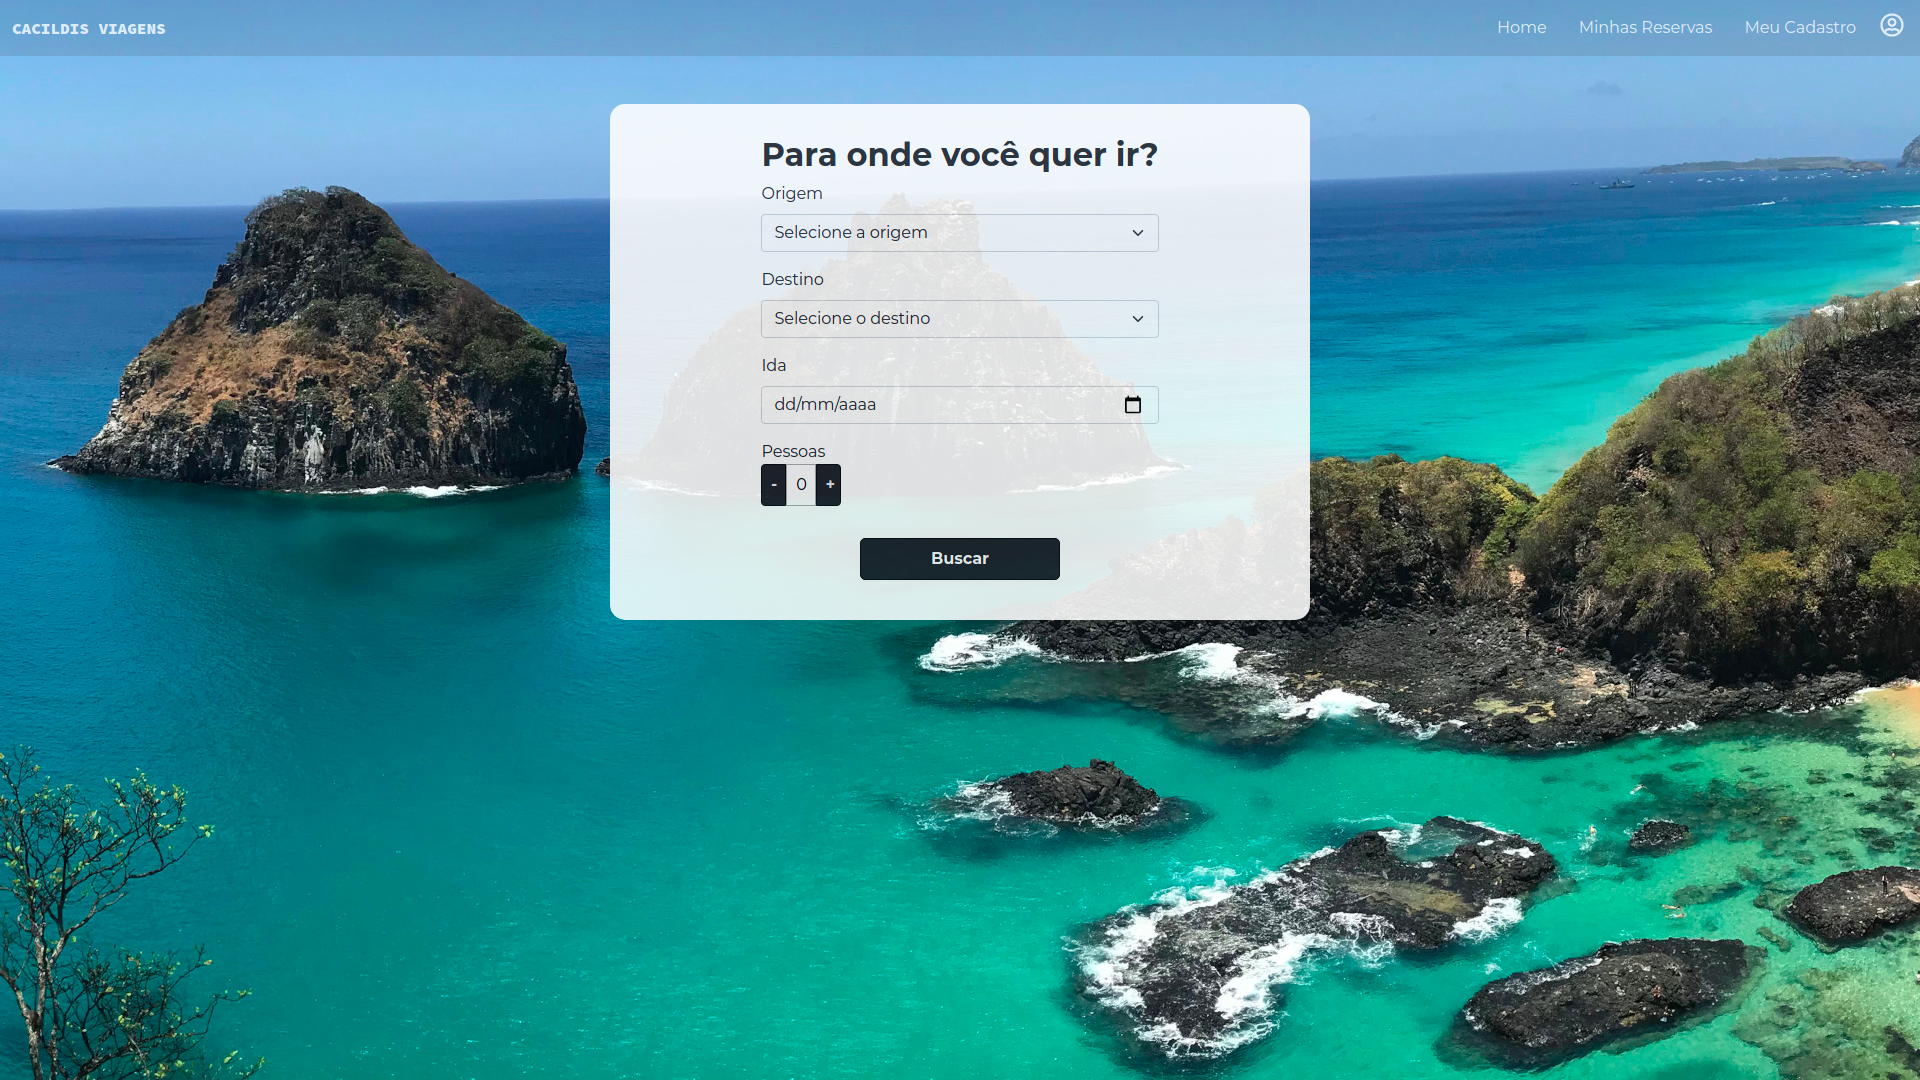 CACILDIS VIAGENS
Home
Minhas Reservas
Meu Cadastro
Para onde você quer ir?
Origem
Selecione a origem
Destino
Selecione o destino
Ida
dd/mm/aaaa
Pessoas
- 0 +
Buscar